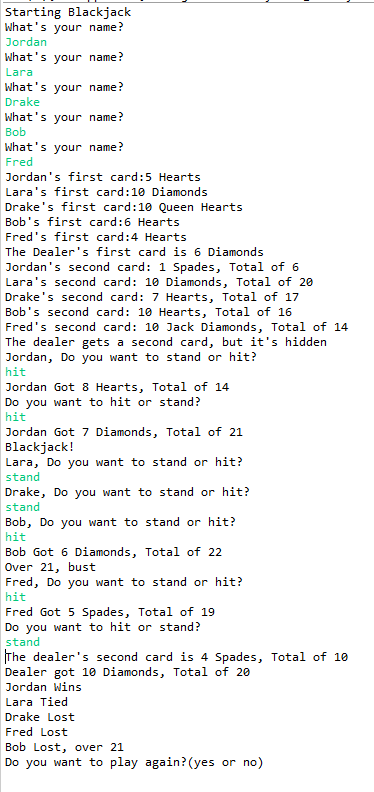 Starting Blackjack
What's your name?
Jordan
What's your name?
Lara
What's your name?
Drake
What's your name?
Bob
What's your name?
Fred
Jordan's first card:5 Hearts
Lara's first card:10 Diamonds
Drake's first card:10 Queen Hearts
Bob's first card:6 Hearts
Fred's first card:4 Hearts
The Dealer's first card is 6 Diamonds
Jordan's second card: 1 Spades, Total of 6
Lara's second card: 10 Diamonds, Total of 20
Drake's second card: 7 Hearts, Total of 17
Bob's second card: 10 Hearts, Total of 16
Fred's second card: 10 Jack Diamonds, Total of 14
The dealer gets a second card, but it's hidden
Jordan, Do you want to stand or hit?
hit
Jordan Got 8 Hearts, Total of 14
Do you want to hit or stand?
hit
Jordan Got 7 Diamonds, Total of 21
Blackjack!
Lara, Do you want to stand or hit?
stand
Drake, Do you want to stand or hit?
stand
Bob, Do you want to stand or hit?
hit
Bob Got 6 Diamonds, Total of 22
Over 21, bust
Fred, Do you want to stand or hit?
hit
Fred Got 5 Spades, Total of 19
Do you want to hit or stand?
stand
The dealer's second card is 4 Spades, Total of 10
Dealer got 10 Diamonds, Total of 20
Jordan Wins
Lara Tied
Drake Lost
Fred Lost
Bob Lost, over 21
Do you want to play again?(yes or no)